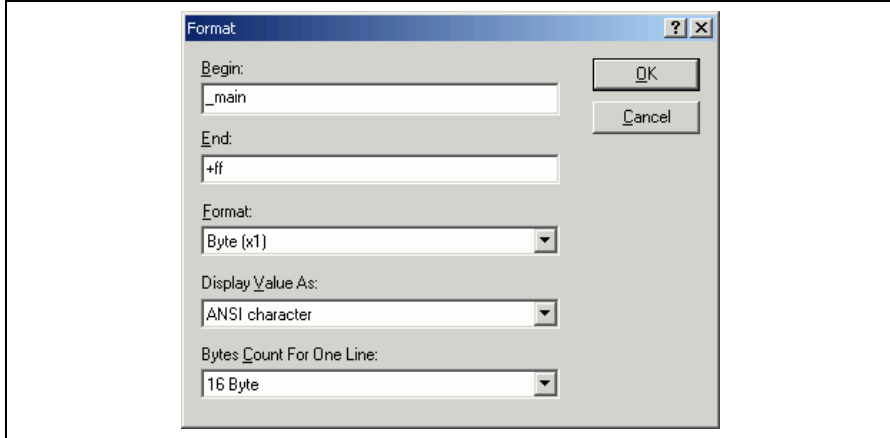 Format
Begin:
OK
_main
Cancel
End:
+ff
Format:
Byte (x1)
Display Value As:
ANSI character
Bytes Count For One Line:
16 Byte